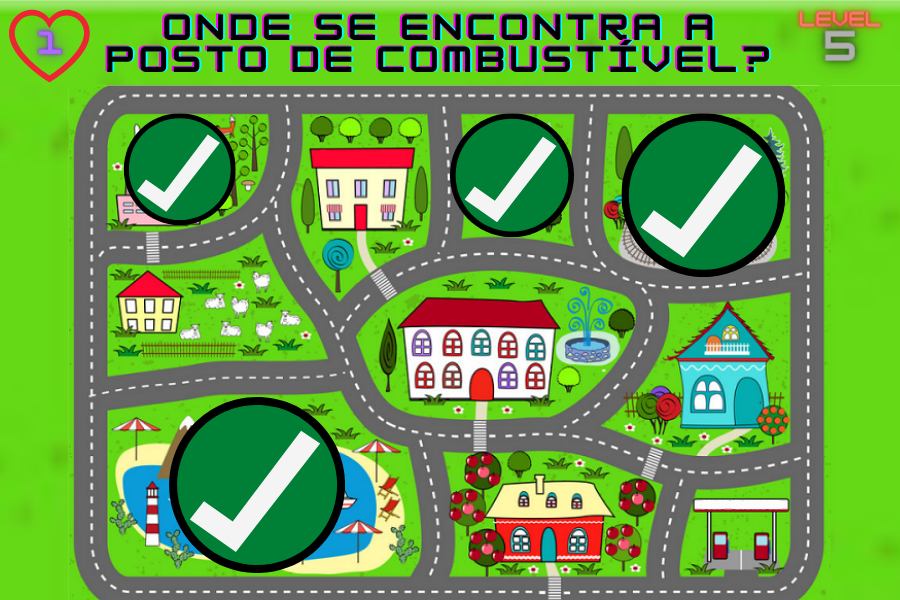 1
ONDE SE ENCONTRA A
POSTO DE COMBUSTÍVEL?
LEVEL
5